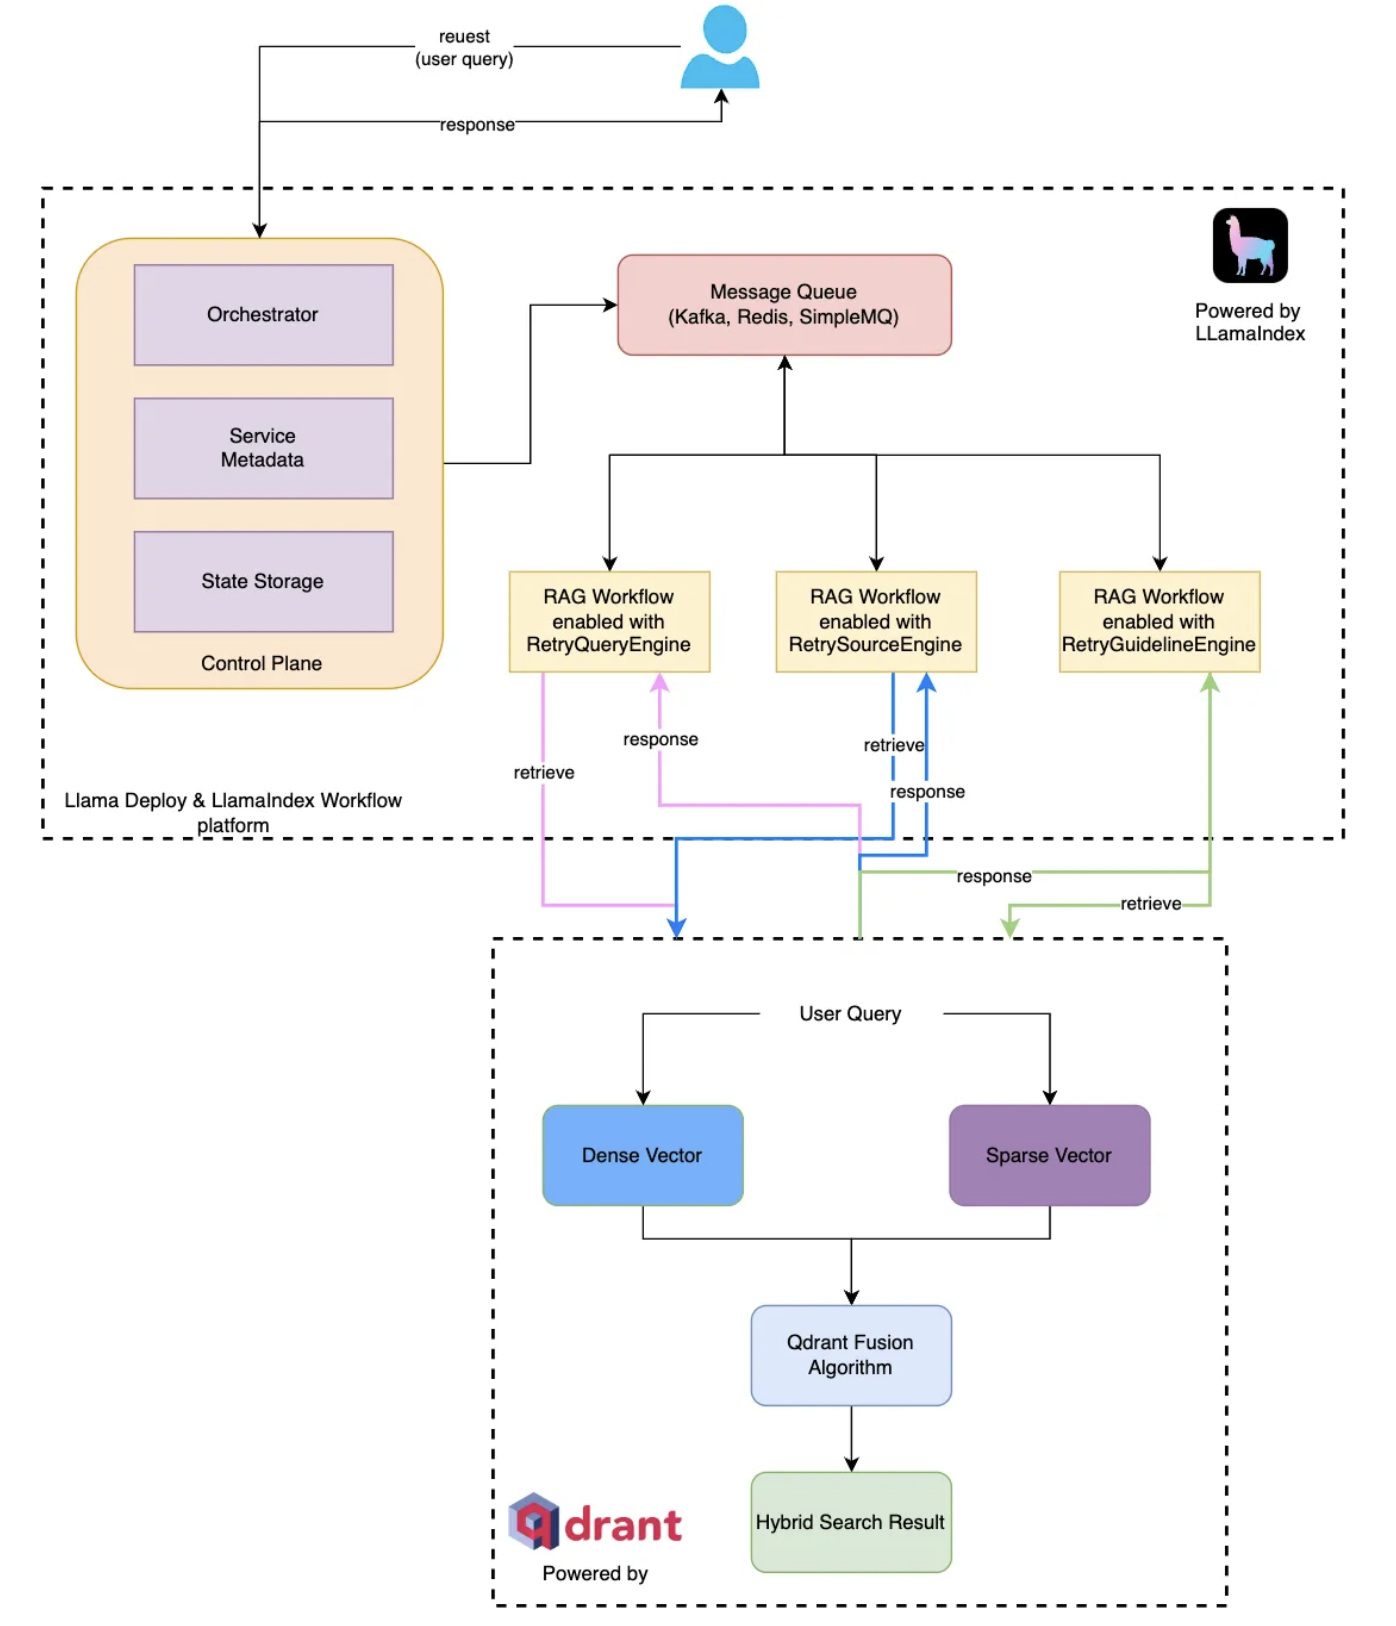 reuest
(user query)
response
Powered by
LLamaIndex
Orchestrator
Message Queue
(Kafka, Redis, SimpleMQ)
Service
Metadata
State Storage
Control Plane
RAG Workflow
enabled with
RetryQueryEngine
RAG Workflow
enabled with
RetrySourceEngine
RAG Workflow
enabled with
RetryGuidelineEngine
response
retrieve
retrieve
response
Llama Deploy & LlamaIndex Workflow
platform
response
retrieve
User Query
Dense Vector
Sparse Vector
Qdrant Fusion
Algorithm
Hybrid Search Result
qdrant
Powered by